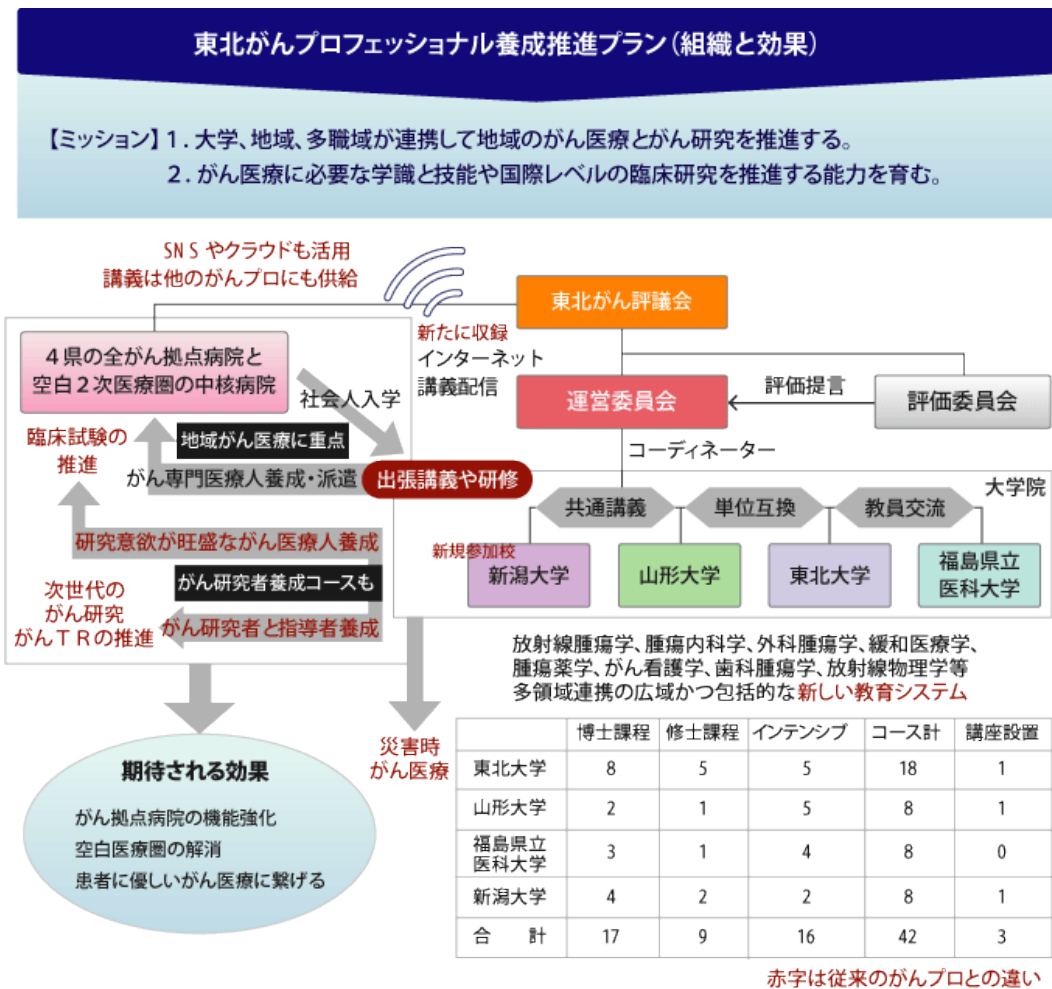 東北がんプロフェッショナル養成推進プラン(組織と効果)
【ミッション】1. 大学、地域、多職域が連携して地域のがん医療とがん研究を推進する。
2. がん医療に必要な学識と技能や国際レベルの臨床研究を推進する能力を育む。
SNS やクラウドも活用
講義は他のがんプロにも供給
東北がん評議会
新たに収録
インターネット
講義配信
4県の全がん拠点病院と
空白2次医療圏の中核病院
社会人入学
運営委員会
評価提言
評価委員会
コーディネーター
臨床試験の
推進
地域がん医療に重点
がん専門医療人養成・派遣
出張講義や研修
大学院
共通講義
単位互換
教員交流
新規参加校
新潟大学
山形大学
東北大学
福島県立
医科大学
研究意欲が旺盛ながん医療人養成
がん研究者養成コースも
次世代の
がん研究
がんTRの推進
がん研究者と指導者養成
放射線腫瘍学、腫瘍内科学、外科腫瘍学、緩和医療学、
腫瘍薬学、がん看護学、歯科腫瘍学、放射線物理学等
多領域連携の広域かつ包括的な新しい教育システム
災害時
がん医療
期待される効果
がん拠点病院の機能強化
空白医療圏の解消
患者に優しいがん医療に繋げる
博士課程 修士課程 インテンシブ コース計 講座設置
東北大学 8 5 5 18 1
山形大学 2 1 5 8 1
福島県立
医科大学 3 1 4 8 0
新潟大学 4 2 2 8 1
合 計 17 9 16 42 3
赤字は従来のがんプロとの違い